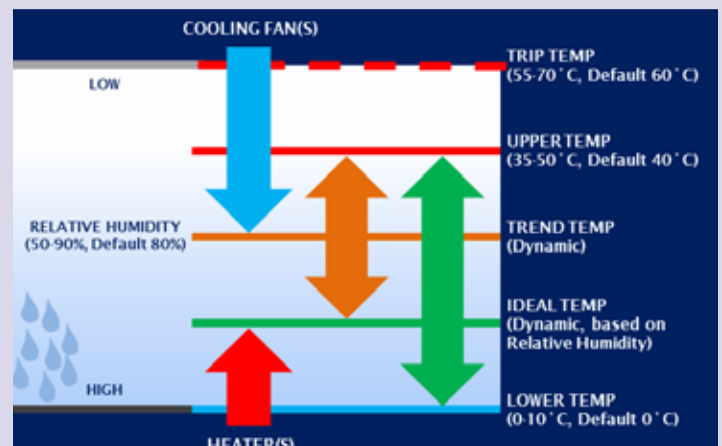 COOLING FAN(S)
LOW
TRIP TEMP
(55-70˚C, Default 60˚C)
UPPER TEMP
(35-50˚C, Default 40˚C)
RELATIVE HUMIDITY
(50-90%, Default 80%)
TREND TEMP
(Dynamic)
IDEAL TEMP
(Dynamic, based on
Relative Humidity)
HIGH
LOWER TEMP
(0-10˚C, Default 0˚C)
HEATER(S)